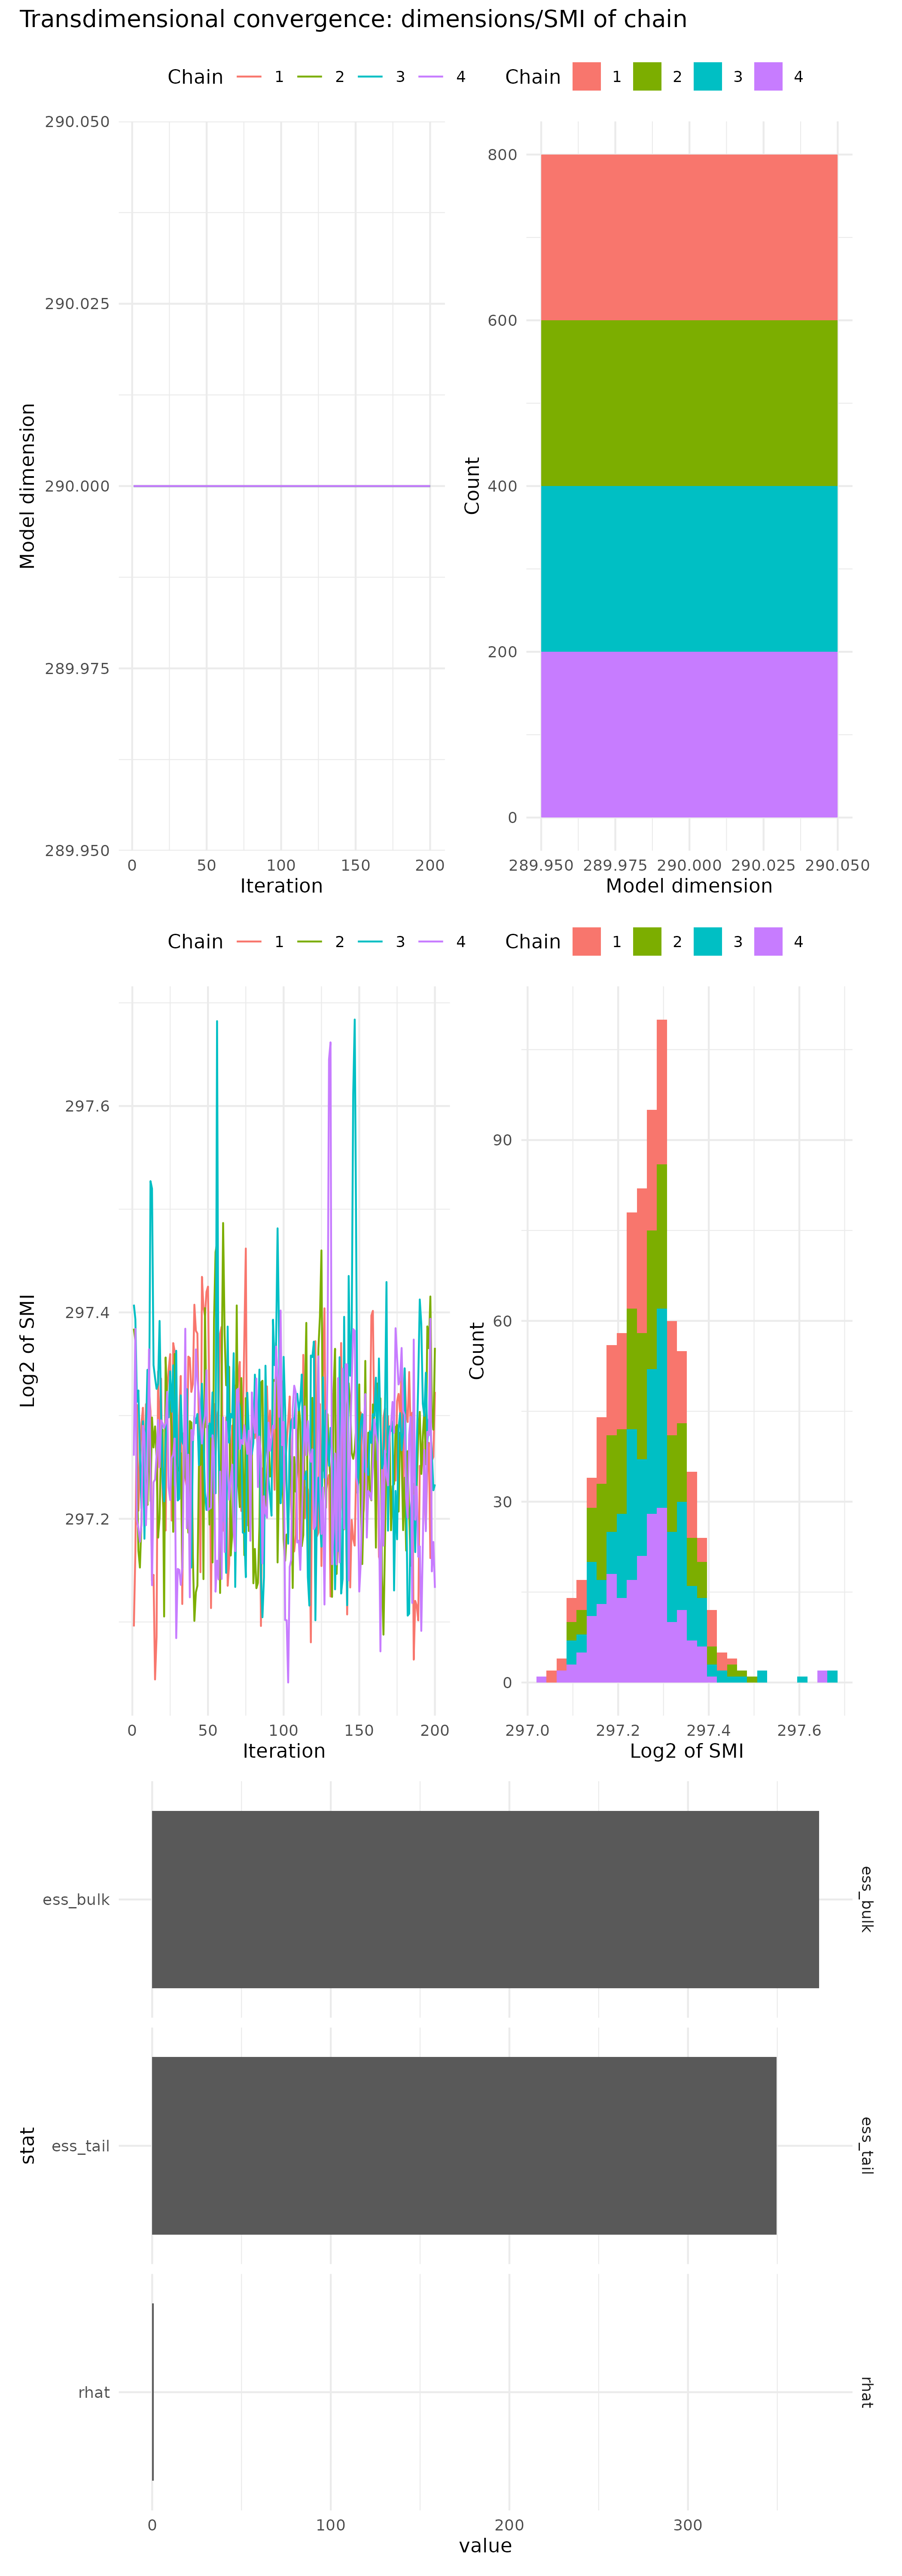 Transdimensional convergence: dimensions/SMI of chain
Chain 1 2 3 4
Chain 1 2 3 4
290.050
290.025
290.000
289.975
289.950
Model dimension
0 50 100 150 200
Iteration
800
600
400
200
0
Count
289.950 289.975 290.000 290.025 290.050
Model dimension
Chain 1 2 3 4
Chain 1 2 3 4
297.6
297.4
297.2
Log2 of SMI
0 50 100 150 200
Iteration
90
60
30
0
Count
297.0 297.2 297.4 297.6
Log2 of SMI
stat
ess_bulk
ess_bulk
ess_tail
ess_tail
rhat
rhat
0 100 200 300
value